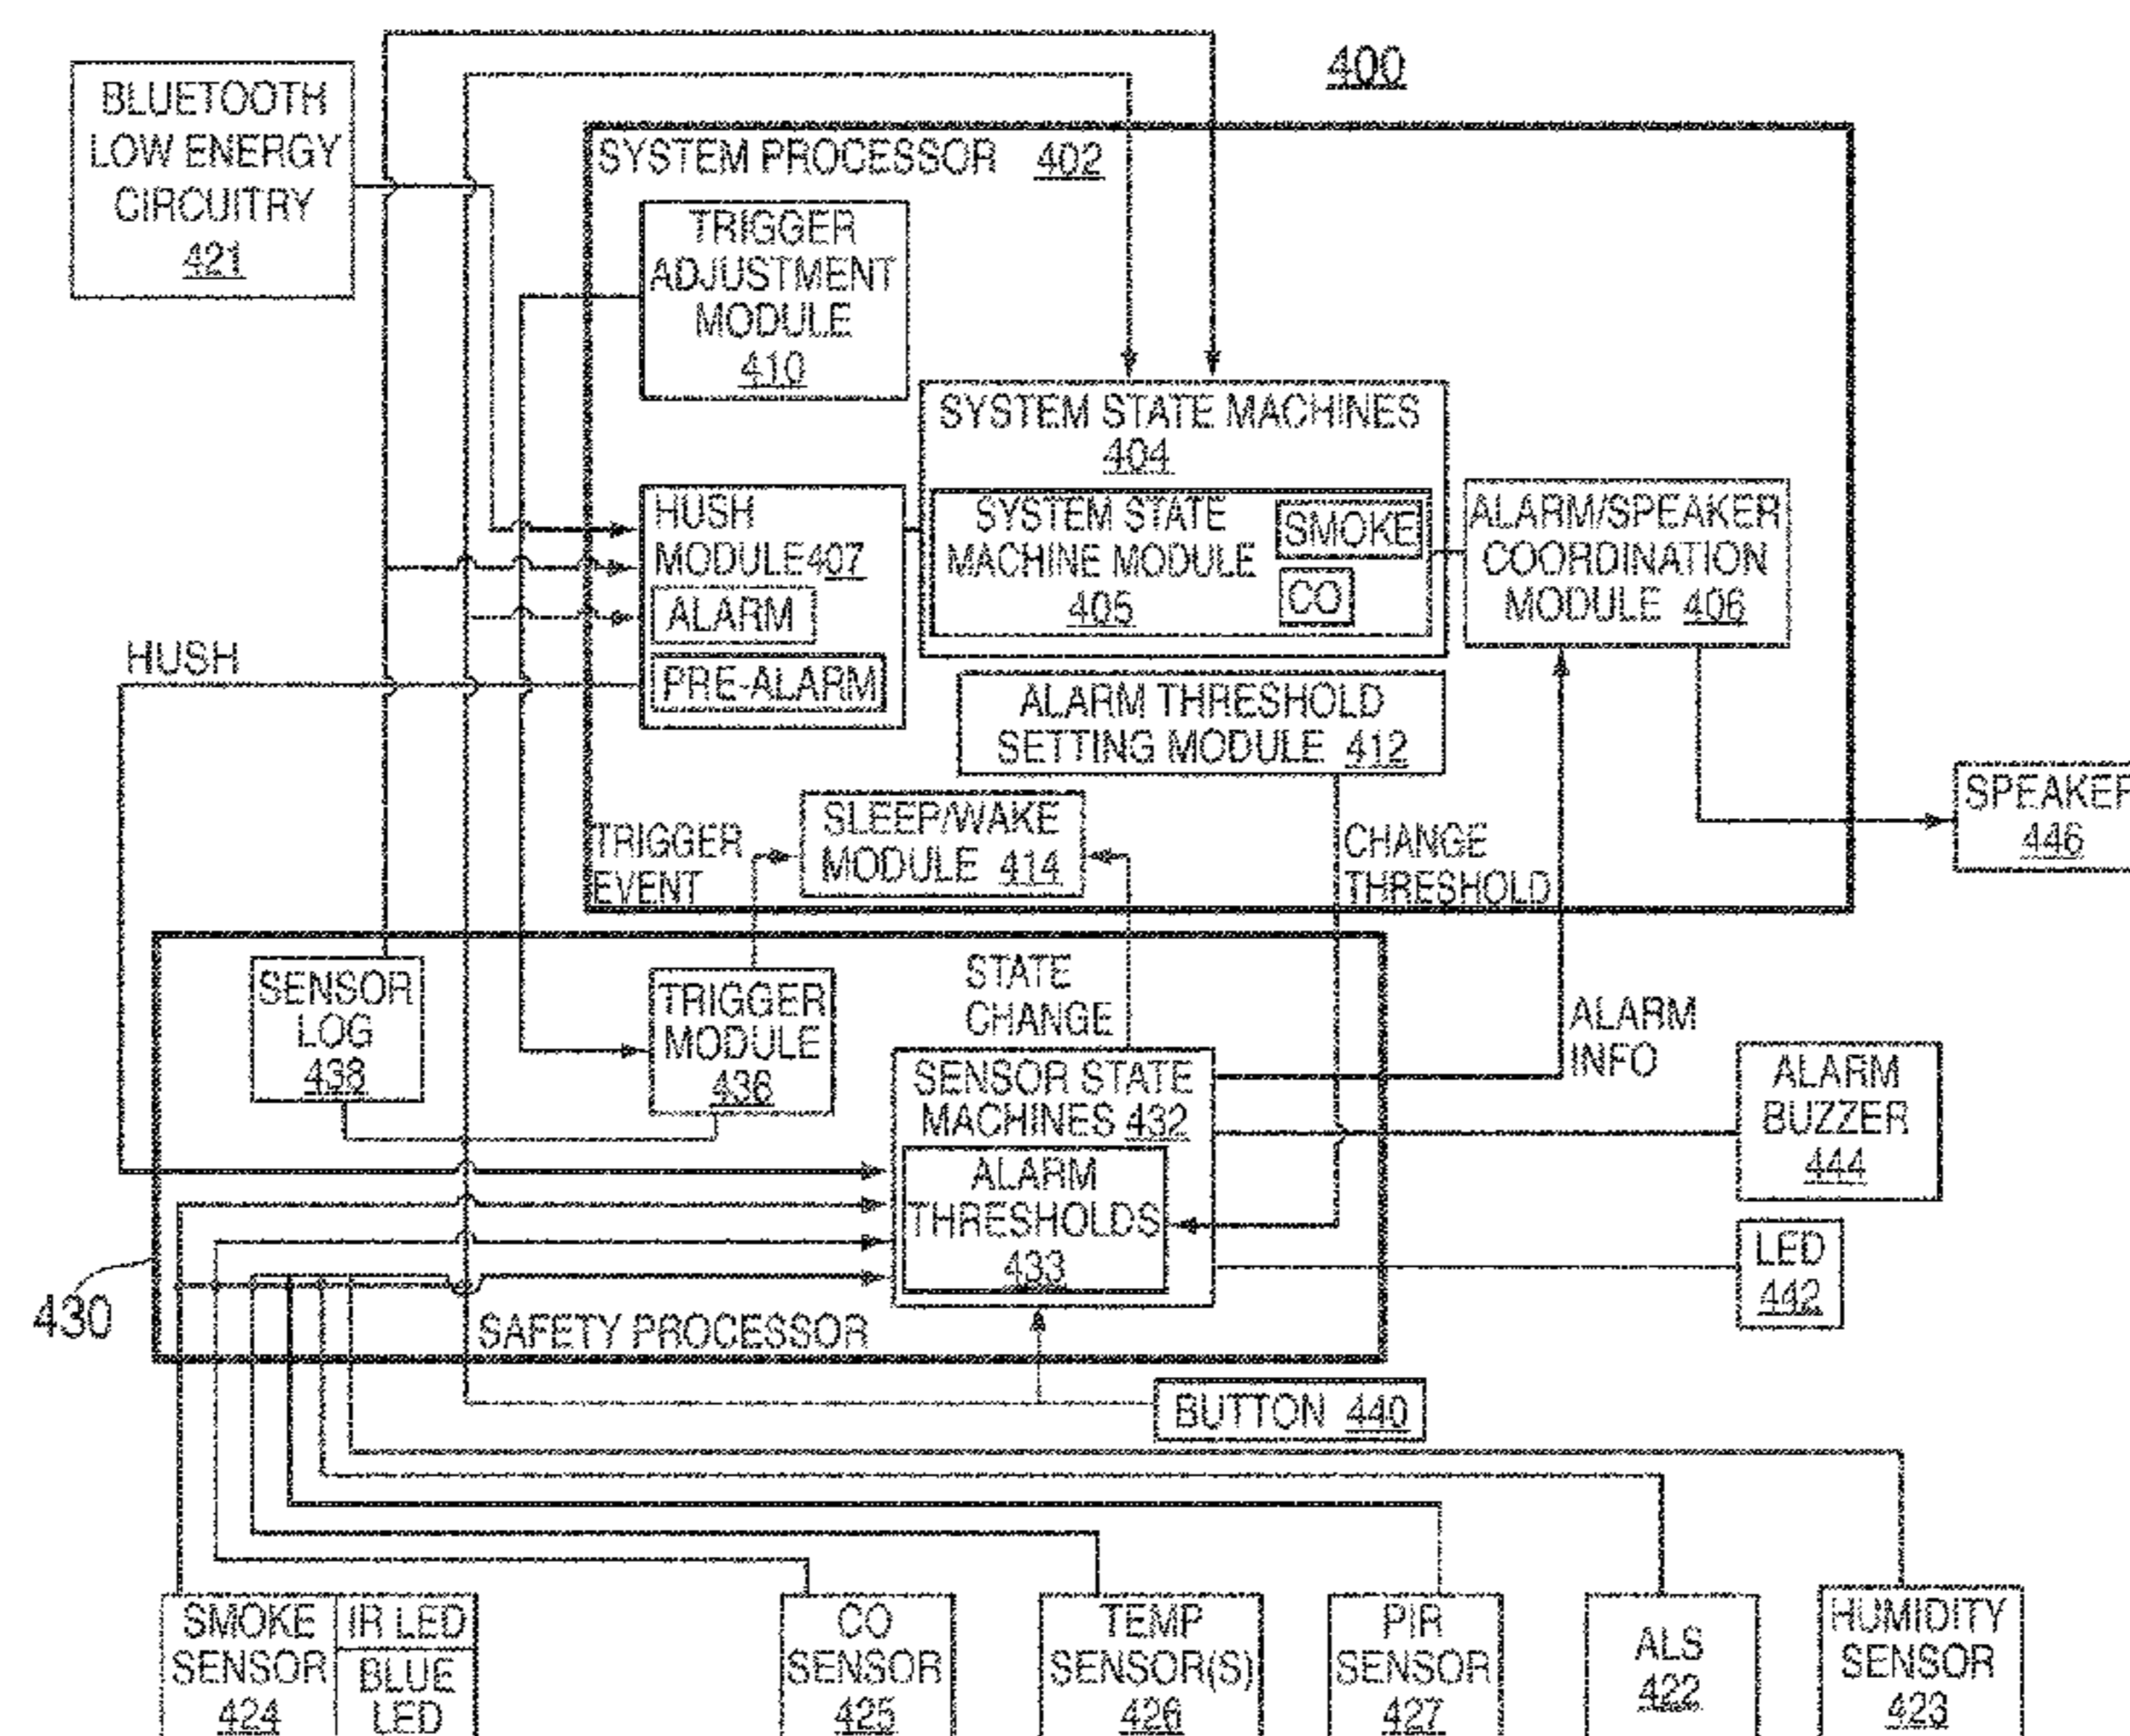 400
BLUETOOTH
LOW ENERGY
CIRCUITRY
421
SYSTEM PROCESSOR 402
TRIGGER
ADJUSTMENT
MODULE
410
SYSTEM STATE MACHINES
404
SYSTEM STATE
MACHINE MODULE
405
SMOKE
CO
HUSH
MODULE407
ALARM
PRE-ALARM
ALARM/SPEAKER
COORDINATION
MODULE 406
HUSH
ALARM THRESHOLD
SETTING MODULE 412
SPEAKER
446
TRIGGER
EVENT
SLEEP/WAKE
MODULE 414
CHANGE
THRESHOLD
SENSOR
LOG
438
TRIGGER
MODULE
436
STATE
CHANGE
ALARM
INFO
SENSOR STATE
MACHINES 432
ALARM
THRESHOLDS
433
ALARM
BUZZER
444
LED
442
430
SAFETY PROCESSOR
BUTTON 440
SMOKE
SENSOR
424
IR LED
BLUE
LED
CO
SENSOR
425
TEMP
SENSOR(S)
426
PIR
SENSOR
427
ALS
422
HUMIDITY
SENSOR
423